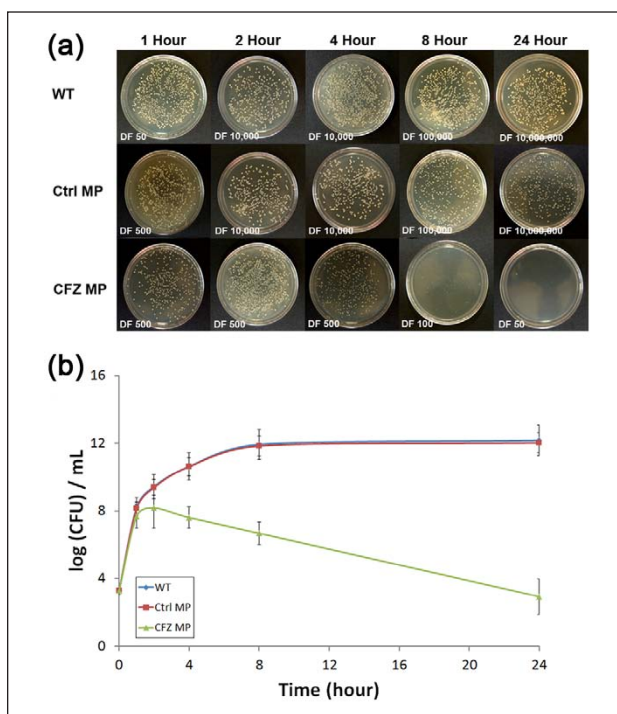 (a)
1 Hour 2 Hour 4 Hour 8 Hour 24 Hour
WT
DF 50 DF 10,000 DF 10,000 DF 100,000 DF 10,000,000
Ctrl MP
DF 500 DF 10,000 DF 10,000 DF 100,000 DF 10,000,000
CFZ MP
DF 500 DF 500 DF 500 DF 100 DF 50
(b)
16
12
8
4
0
log (CFU) / mL
WT
Ctrl MP
CFZ MP
0 4 8 12 16 20 24
Time (hour)